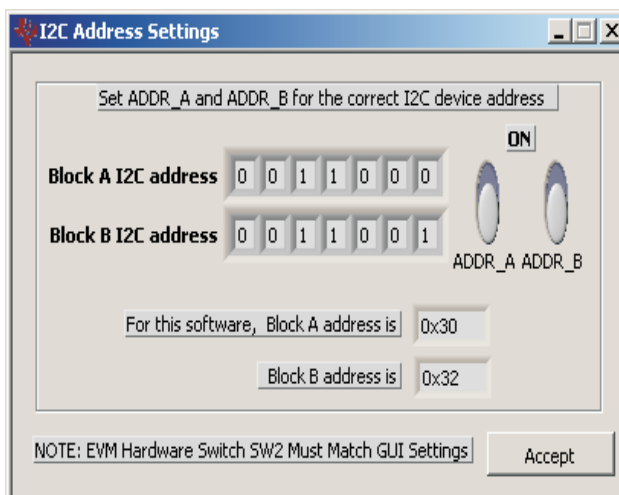 I2C Address Settings
Set ADDR_A and ADDR_B for the correct I2C device address
ON
Block A I2C address 0 0 1 1 0 0 0
Block B I2C address 0 0 1 1 0 0 1
ADDR_A ADDR_B
For this software, Block A address is 0x30
Block B address is 0x32
NOTE: EVM Hardware Switch SW2 Must Match GUI Settings
Accept